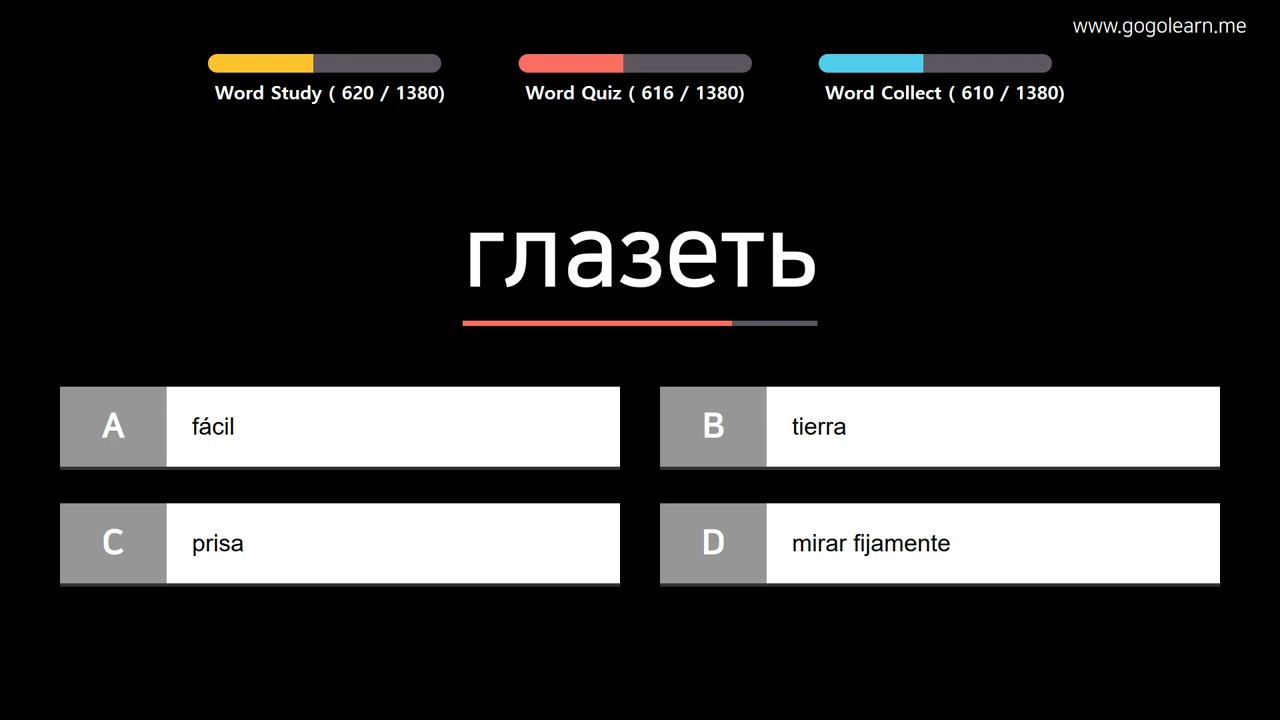 www.gogolearn.me
Word Study ( 620 / 1380)
Word Quiz ( 616 / 1380)
Word Collect ( 610 / 1380)
глазеть
A fácil
B tierra
C prisa
D mirar fijamente